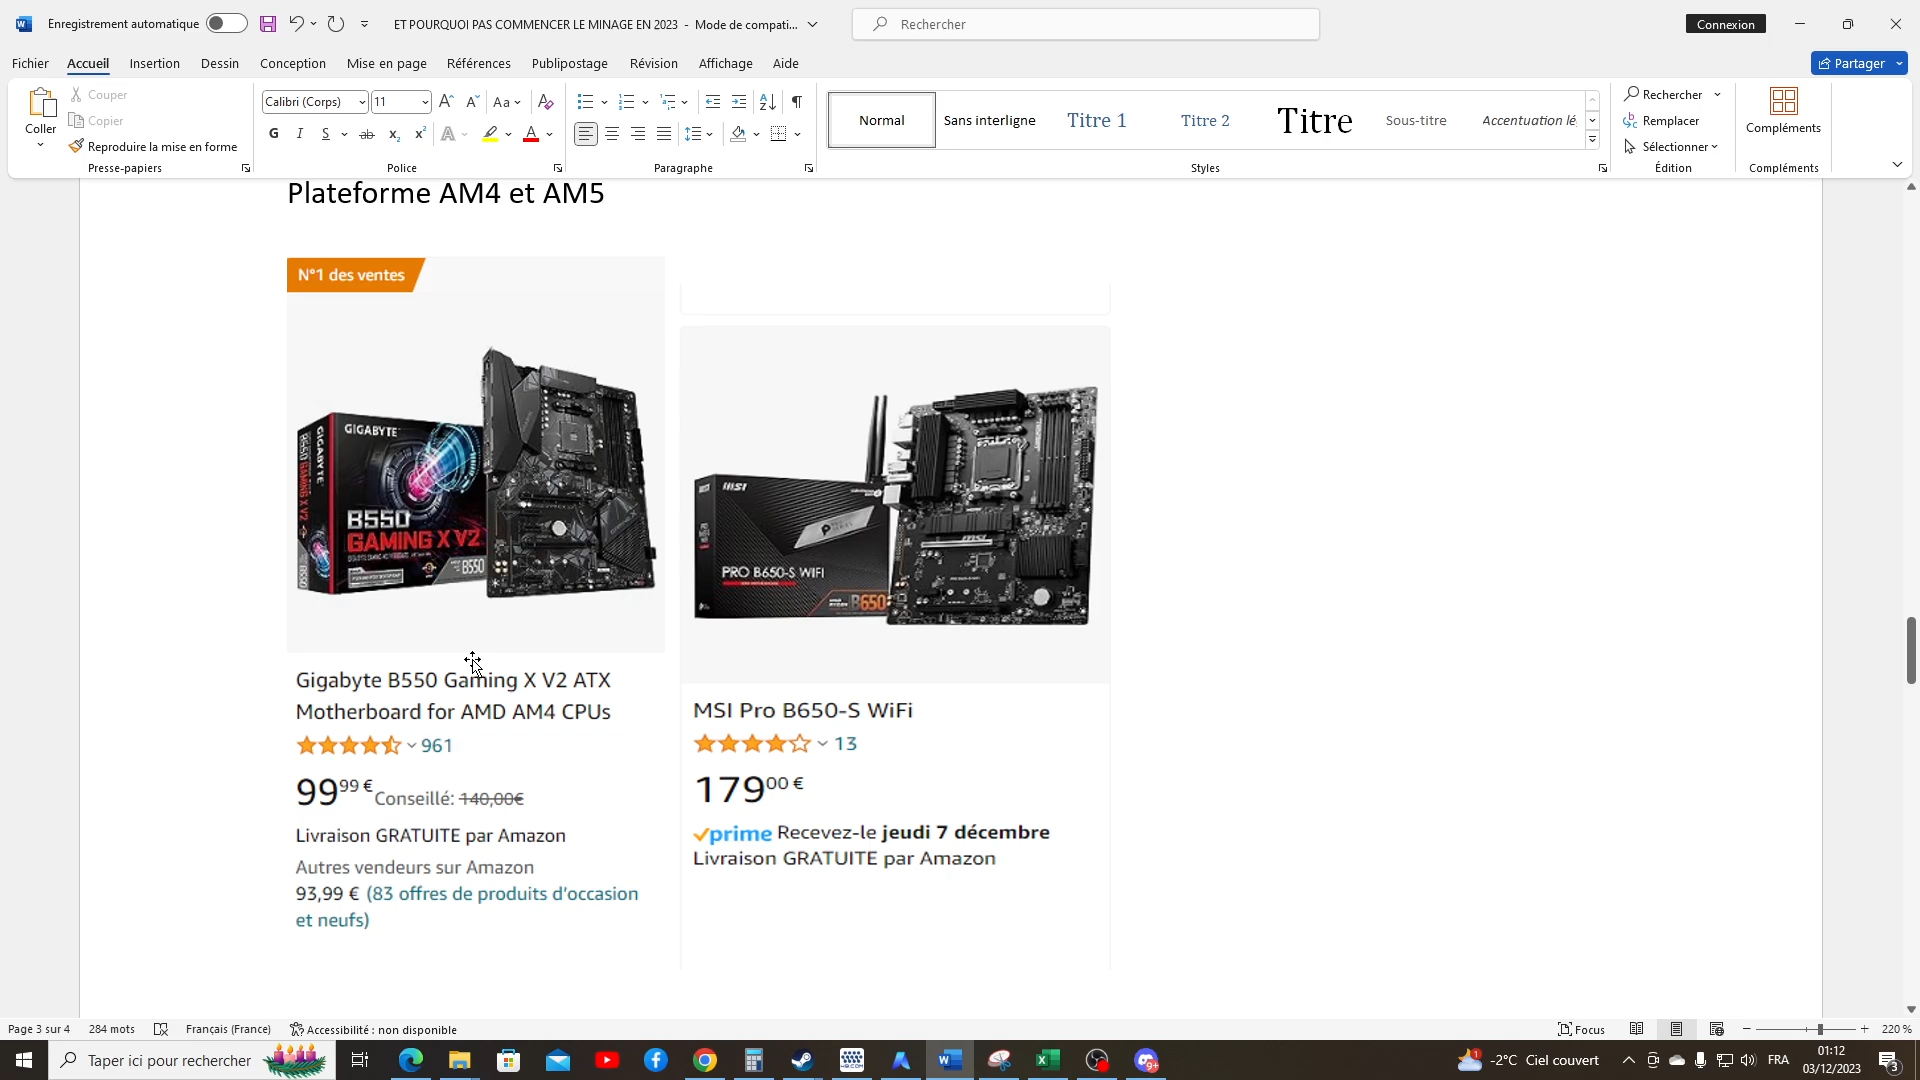 Enregistrement automatique
ET POURQUOI PAS COMMENCER LE MINAGE EN 2023 - Mode de compati...
Rechercher
Connexion
Fichier Accueil Insertion Dessin Conception Mise en page Références Publipostage Révision Affichage Aide
Partager
Coller
Couper
Copier
Reproduire la mise en forme
Presse-papiers
Calibri (Corps) 11
Police
Paragraphe
Normal
Sans interligne
Titre 1
Titre 2
Titre
Sous-titre
Accentuation lé
Styles
Rechercher
Remplacer
Sélectionner
Édition
Compléments
Compléments
Plateforme AM4 et AM5
N°1 des ventes
GIGABYTE
GIGABYTE
B550
GAMING X V2
B550
Gigabyte B550 Gaming X V2 ATX
Motherboard for AMD AM4 CPUs
961
99,99 € Conseillé: 140,00€
Livraison GRATUITE par Amazon
Autres vendeurs sur Amazon
93,99 € (83 offres de produits d'occasion
et neufs)
msi
PRO B650-S WIFI
B650
MSI Pro B650-S WiFi
13
179,00 €
prime Recevez-le jeudi 7 décembre
Livraison GRATUITE par Amazon
Page 3 sur 4 284 mots Français (France) Accessibilité : non disponible
Focus
220 %
Taper ici pour rechercher
-2°C Ciel couvert
FRA
01:12
03/12/2023
3